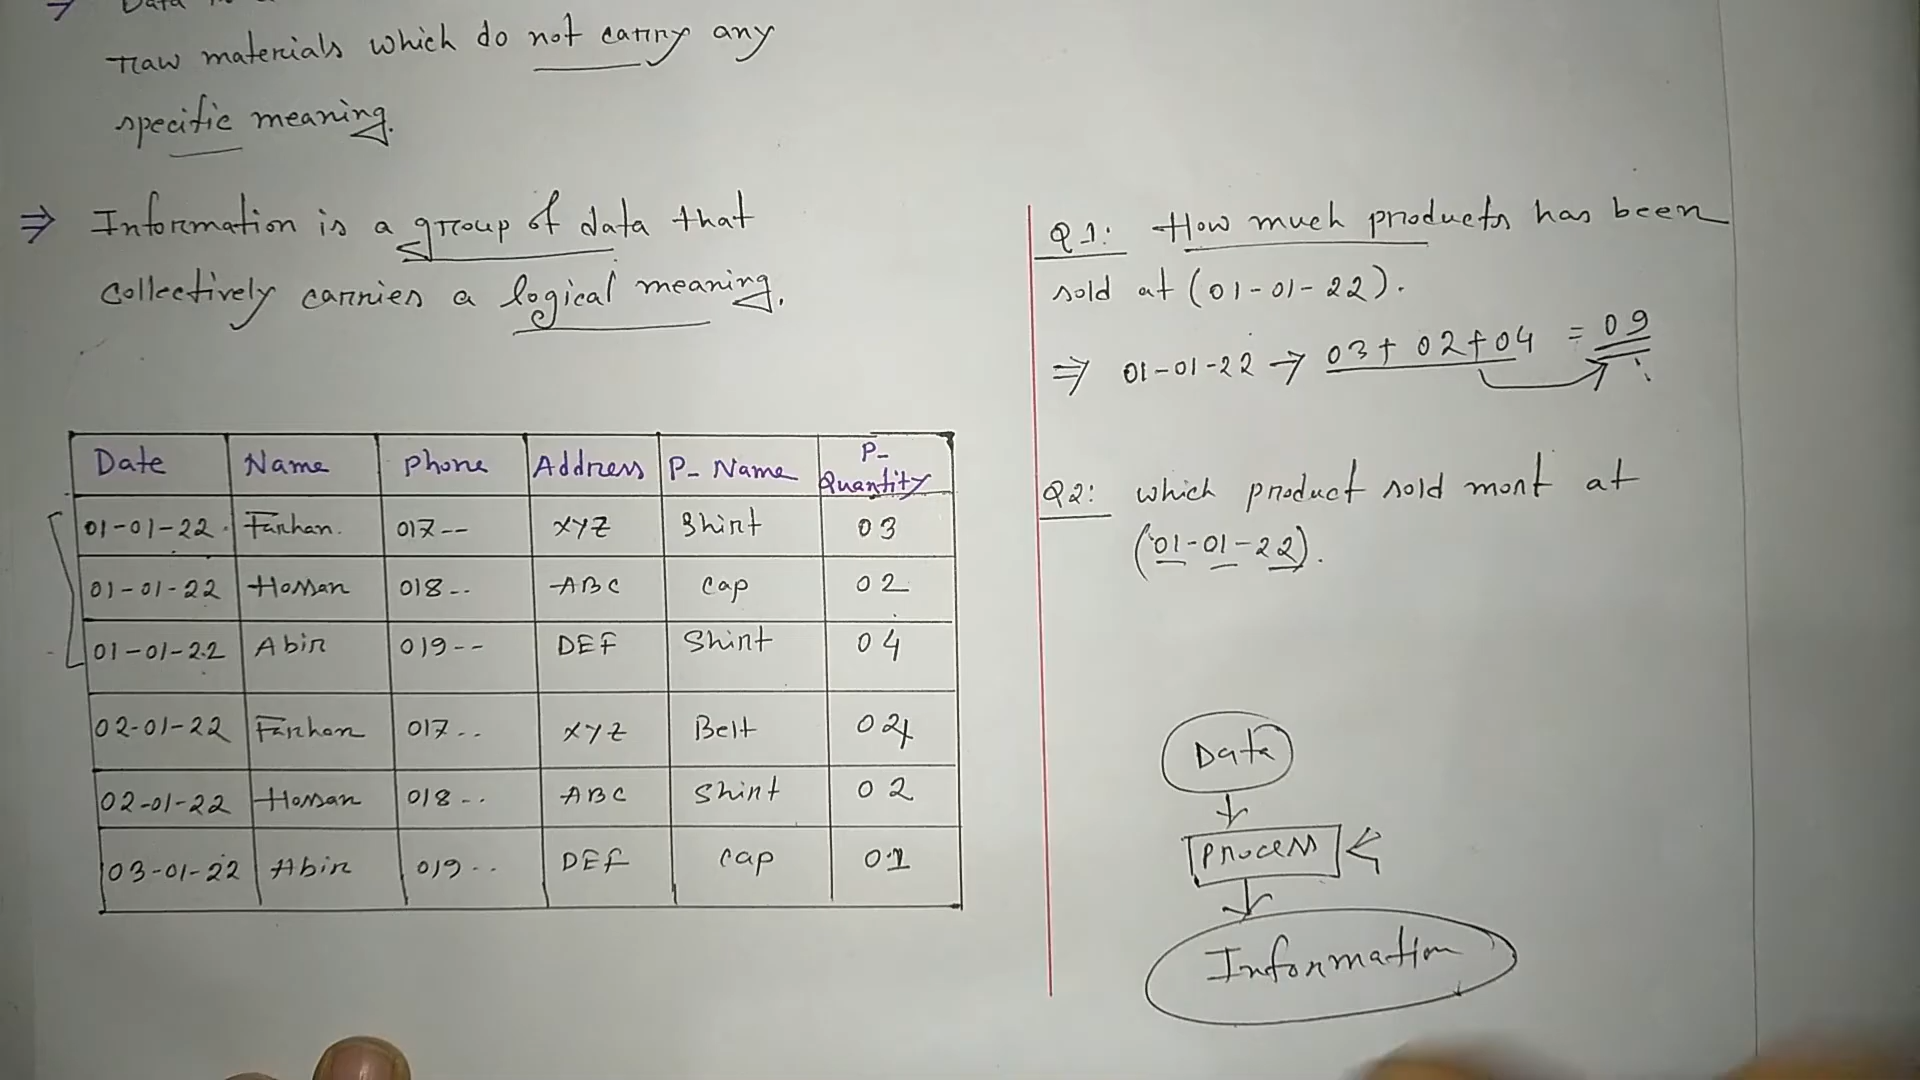 Data
raw materials which do not carry any
specific meaning.
⇒ Information is a group of data that
collectively carries a logical meaning.
Date Name Phone Address P- Name P- Quantity
01-01-22 Farhan. 017-- XYZ Shirt 03
01-01-22 Hossan 018-- ABC Cap 02
01-01-22 Abir 019-- DEF Shirt 04
02-01-22 Farhan 017-- XYZ Belt
02-01-22 Hossan 018-- ABC Shirt 02
03-01-22 Abir 019-- DEF Cap 01
Q1: How much products has been
sold at (01-01-22).
⇒ 01-01-22 → 03+02+04 = 09
Q2: which product sold most at
(01-01-22).
Data
Process
Information